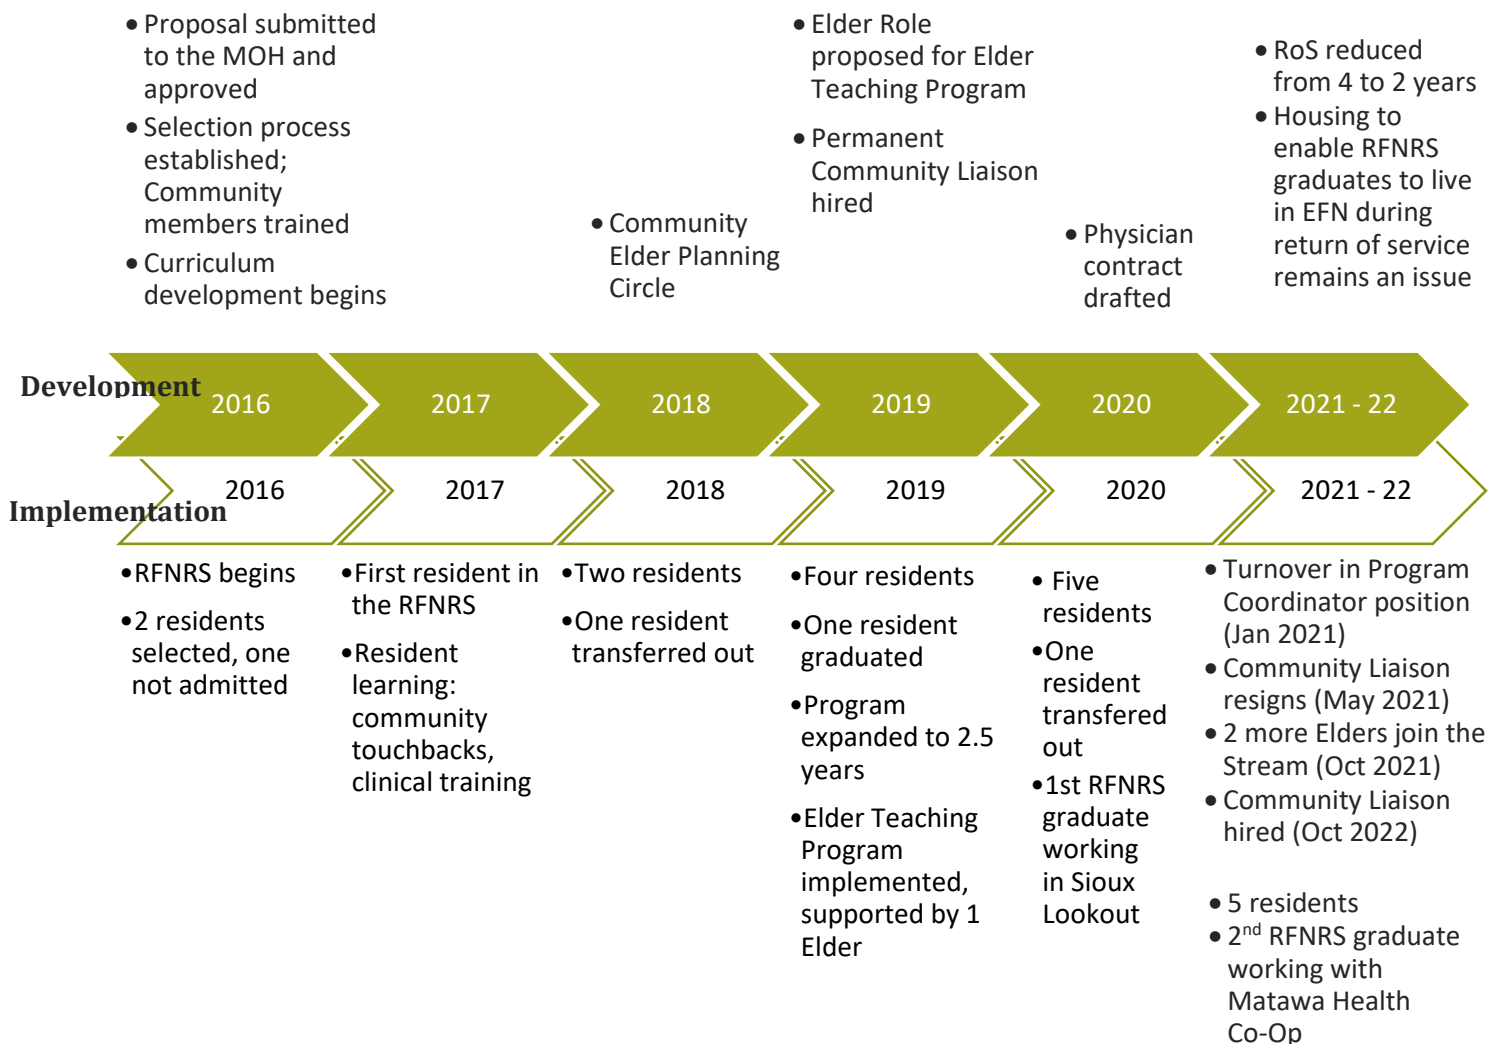 • Proposal submitted
to the MOH and
approved
• Selection process
established;
Community
members trained
• Curriculum
development begins
• Community
Elder Planning
Circle
• Elder Role
proposed for Elder
Teaching Program
• Permanent
Community Liaison
hired
• Physician
contract
drafted
• RoS reduced
from 4 to 2 years
• Housing to
enable RFNRS
graduates to live
in EFN during
return of service
remains an issue
Development
2016
2017
2018
2019
2020
2021 - 22
Implementation
2016
2017
2018
2019
2020
2021 - 22
•RFNRS begins
•2 residents
selected, one
not admitted
•First resident in
the RFNRS
•Resident
learning:
community
touchbacks,
clinical training
•Two residents
•One resident
transferred out
•Four residents
•One resident
graduated
•Program
expanded to 2.5
years
•Elder Teaching
Program
implemented,
supported by 1
Elder
• Five
residents
•One
resident
transfered
out
•1st RFNRS
graduate
working
in Sioux
Lookout
• Turnover in Program
Coordinator position
(Jan 2021)
• Community Liaison
resigns (May 2021)
• 2 more Elders join the
Stream (Oct 2021)
• Community Liaison
hired (Oct 2022)
• 5 residents
• 2nd RFNRS graduate
working with
Matawa Health
Co-Op